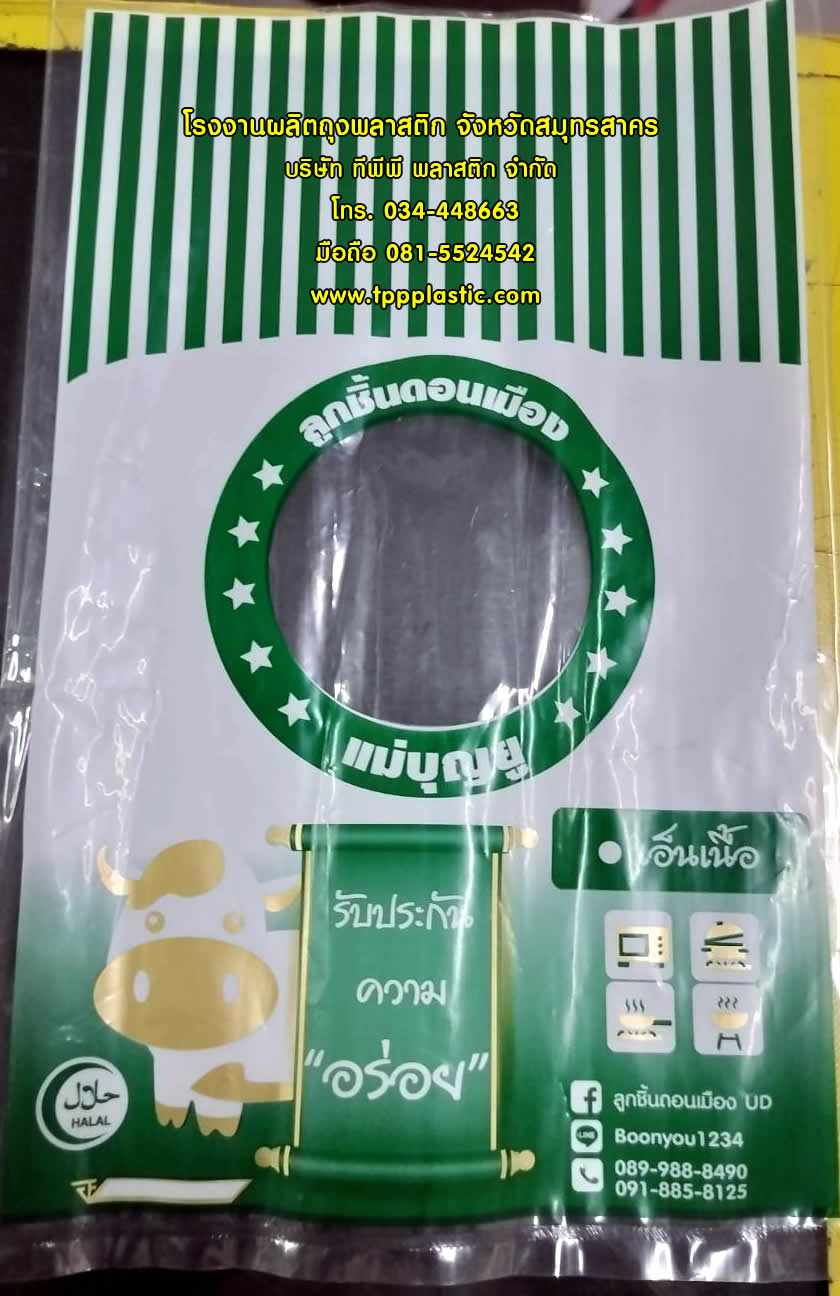 โรงงานผลิตถุงพลาสติก จังหวัดสมุทรสาคร
บริษัท ทีพีพี พลาสติก จำกัด
โทร. 034-448663
มือถือ 081-5524542
www.tppplastic.com
ลูกชิ้นดอนเมือง
แม่บุญยู
เอ็นเนื้อ
รับประกัน
ความ
"อร่อย"
حلال
HALAL
ลูกชิ้นดอนเมือง UD
LINE
Boonyou1234
089-988-8490
091-885-8125